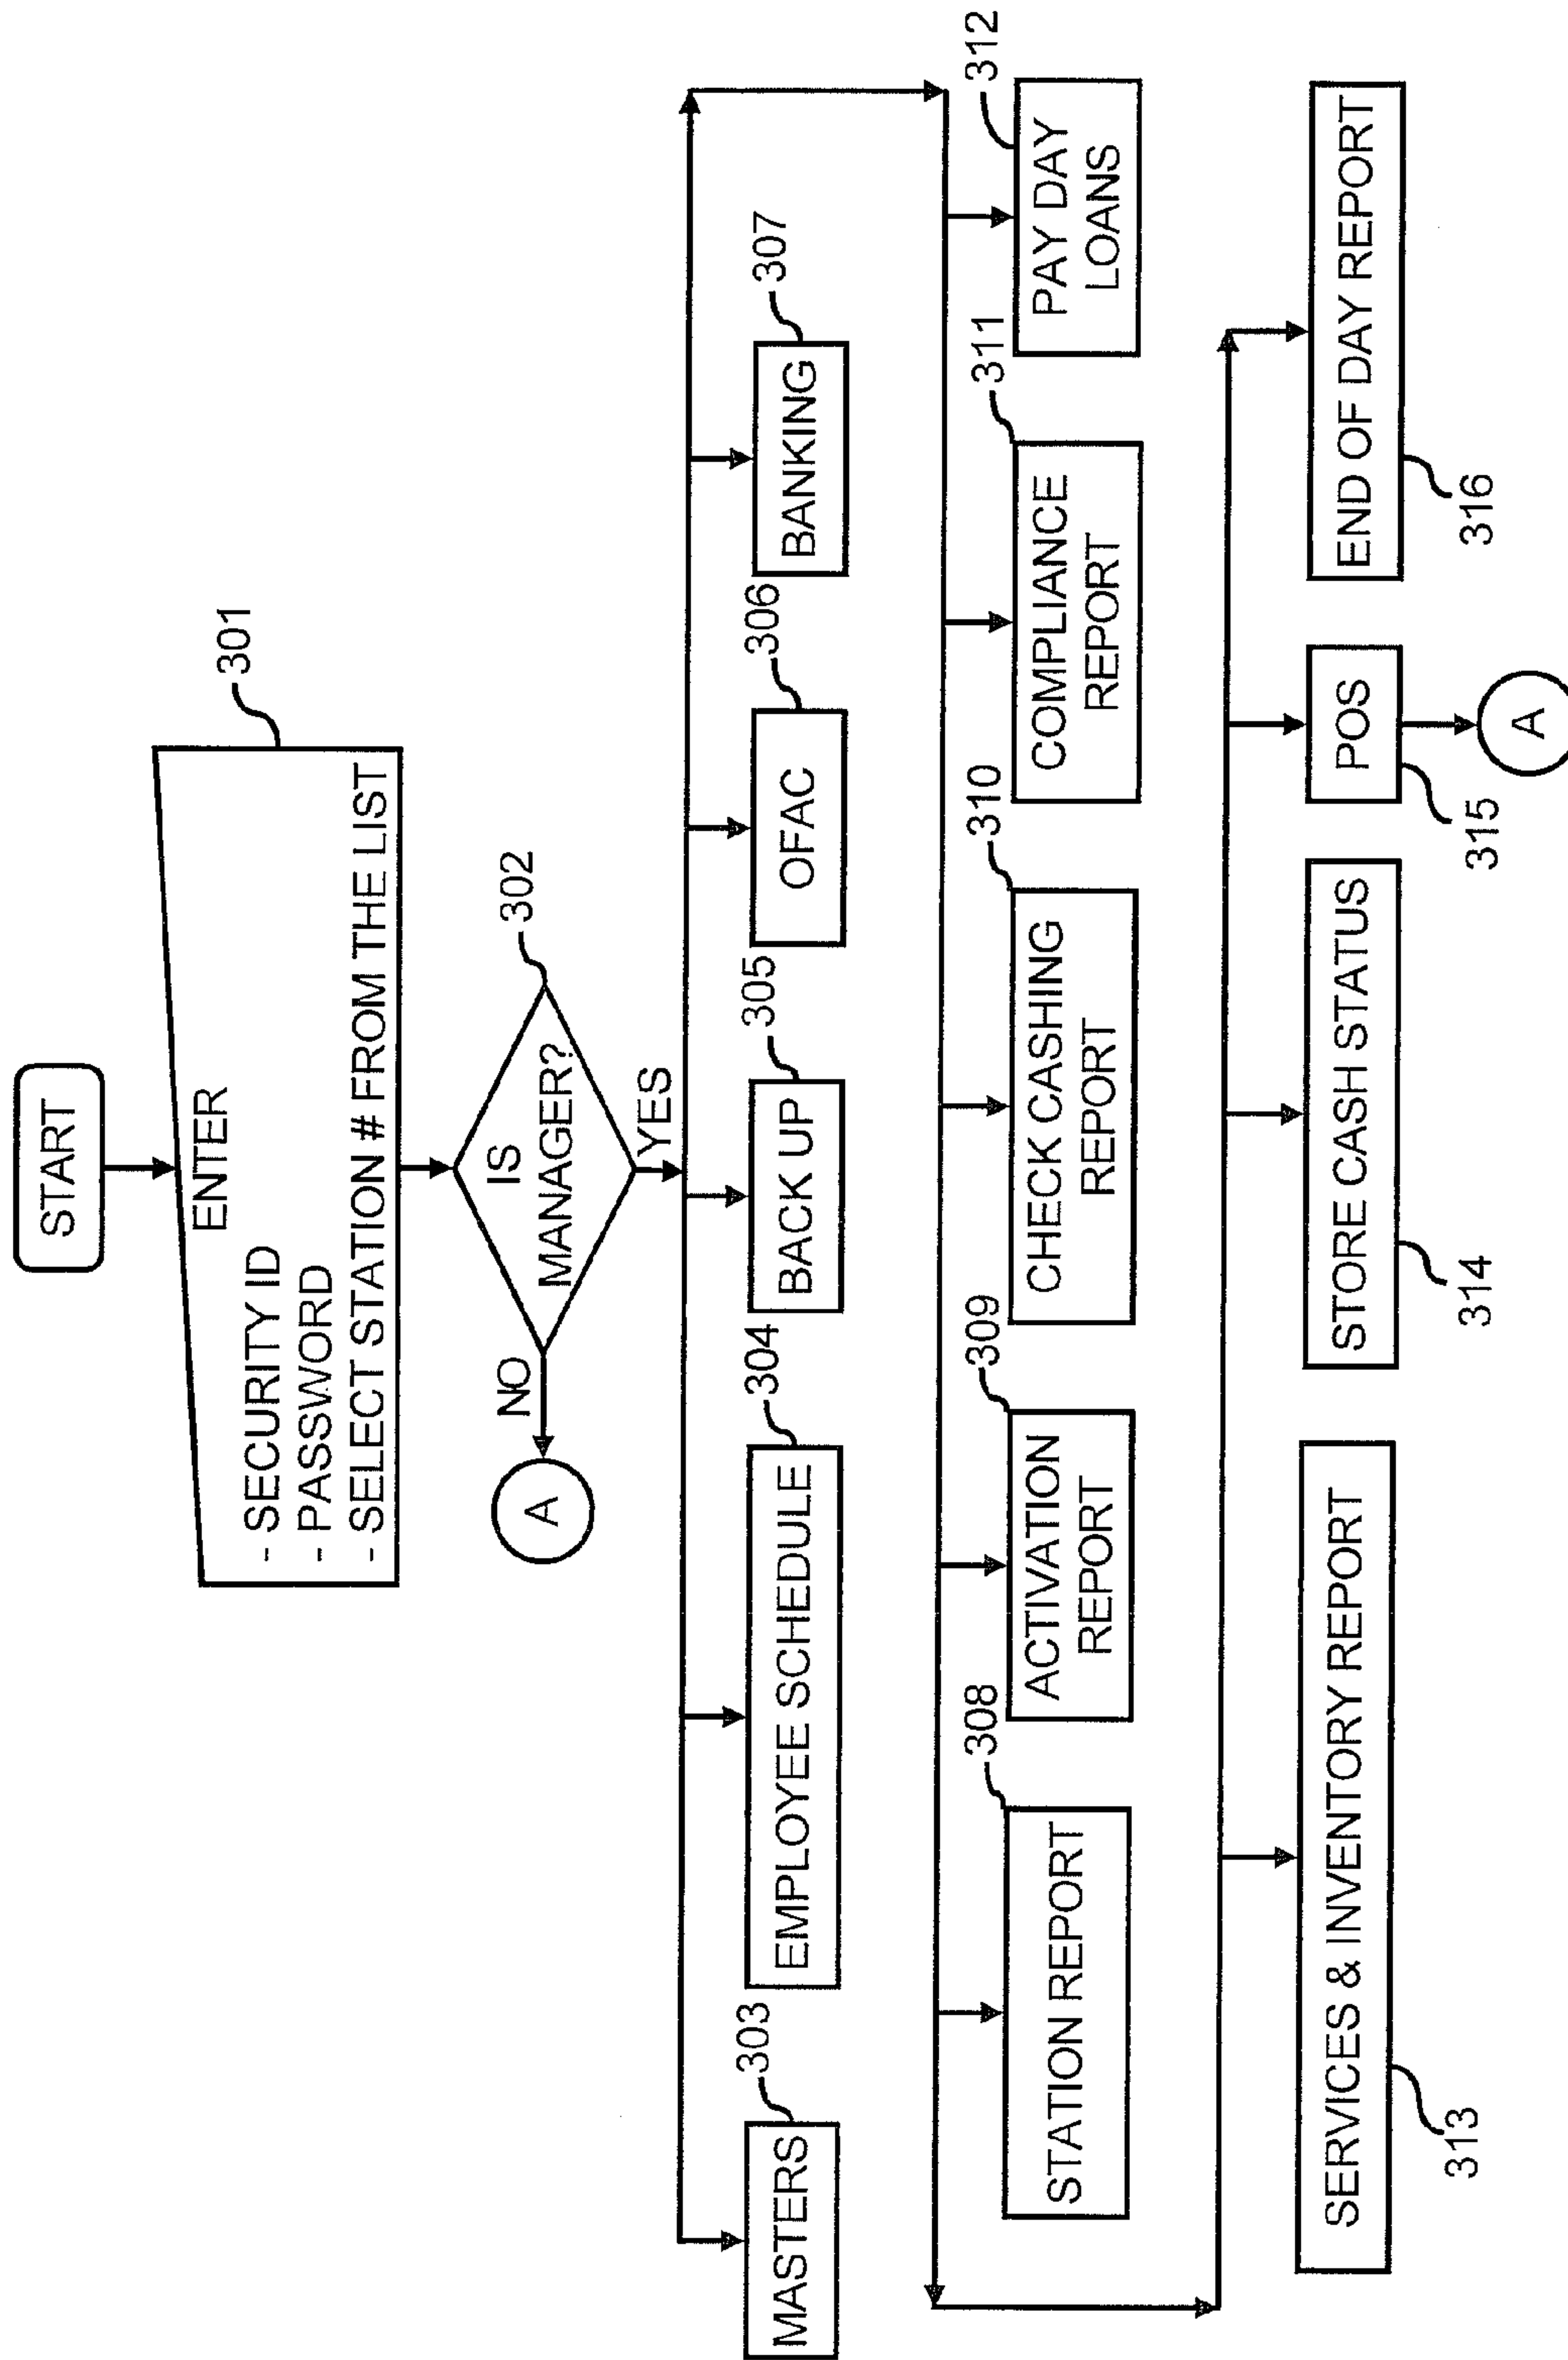 START
301
ENTER
- SECURITY ID
- PASSWORD
- SELECT STATION # FROM THE LIST
302
IS
MANAGER?
NO
A
YES
303
MASTERS
304
EMPLOYEE SCHEDULE
305
BACK UP
306
OFAC
307
BANKING
308
STATION REPORT
309
ACTIVATION
REPORT
310
CHECK CASHING
REPORT
311
COMPLIANCE
REPORT
312
PAY DAY
LOANS
SERVICES & INVENTORY REPORT
313
STORE CASH STATUS
314
POS
315
A
END OF DAY REPORT
316